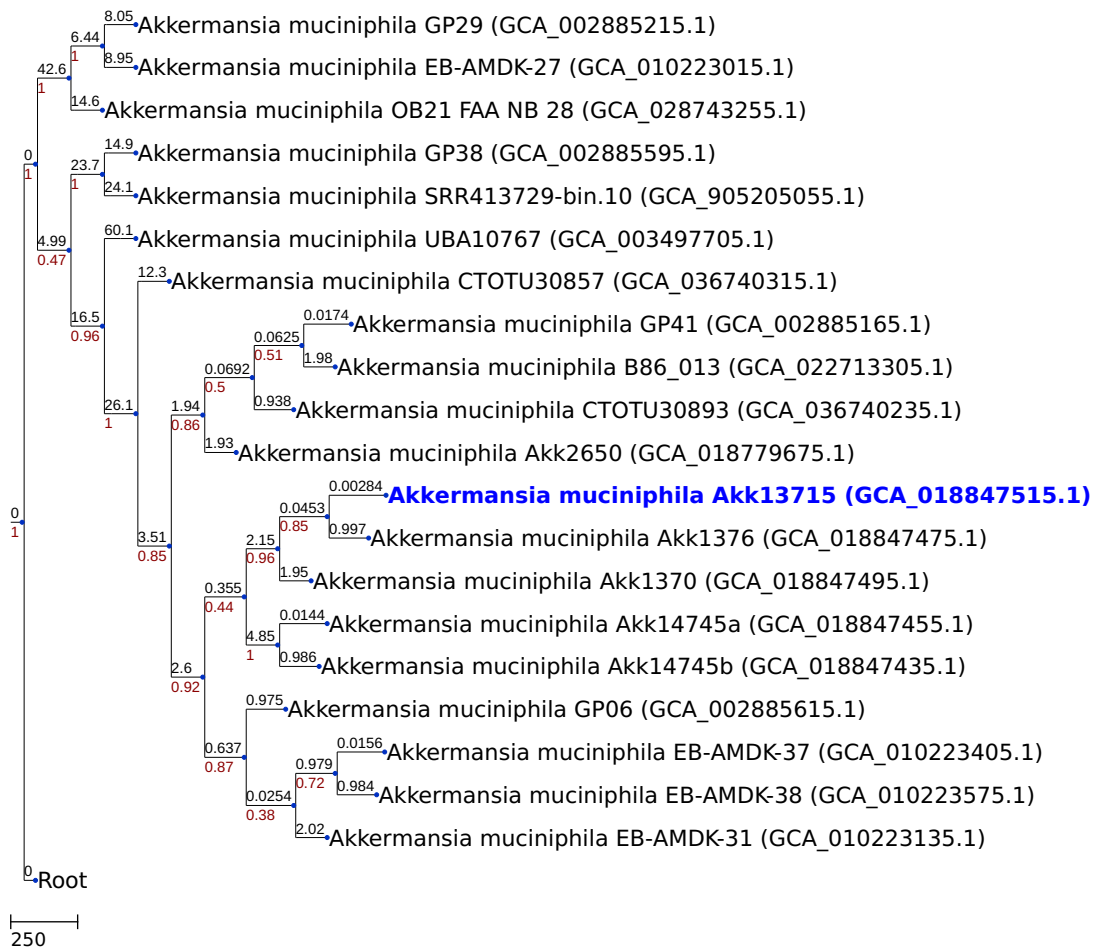 8.05
Akkermansia muciniphila GP29 (GCA_002885215.1)
6.44
1
8.95
Akkermansia muciniphila EB-AMDK-27 (GCA_010223015.1)
42.6
1
14.6
Akkermansia muciniphila OB21 FAA NB 28 (GCA_028743255.1)
0
1
14.9
Akkermansia muciniphila GP38 (GCA_002885595.1)
23.7
1
24.1
Akkermansia muciniphila SRR413729-bin.10 (GCA_905205055.1)
4.99
0.47
60.1
Akkermansia muciniphila UBA10767 (GCA_003497705.1)
16.5
0.96
12.3
Akkermansia muciniphila CTOTU30857 (GCA_036740315.1)
26.1
1
0.0174
Akkermansia muciniphila GP41 (GCA_002885165.1)
0.0625
0.51
1.98
Akkermansia muciniphila B86_013 (GCA_022713305.1)
0.0692
0.5
0.938
Akkermansia muciniphila CTOTU30893 (GCA_036740235.1)
1.94
0.86
1.93
Akkermansia muciniphila Akk2650 (GCA_018779675.1)
0.00284
Akkermansia muciniphila Akk13715 (GCA_018847515.1)
0.0453
0.85
0.997
Akkermansia muciniphila Akk1376 (GCA_018847475.1)
2.15
0.96
1.95
Akkermansia muciniphila Akk1370 (GCA_018847495.1)
0
1
3.51
0.85
0.355
0.44
0.0144
Akkermansia muciniphila Akk14745a (GCA_018847455.1)
4.85
1
0.986
Akkermansia muciniphila Akk14745b (GCA_018847435.1)
2.6
0.92
0.975
Akkermansia muciniphila GP06 (GCA_002885615.1)
0.637
0.87
0.0156
Akkermansia muciniphila EB-AMDK-37 (GCA_010223405.1)
0.979
0.72
0.984
Akkermansia muciniphila EB-AMDK-38 (GCA_010223575.1)
0.0254
0.38
2.02
Akkermansia muciniphila EB-AMDK-31 (GCA_010223135.1)
0
Root
250